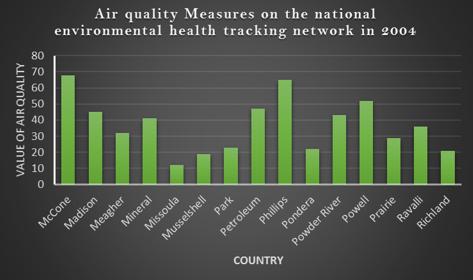 Air quality Measures on the national
environmental health tracking network in 2004
VALUE OF AIR QUALITY
80
70
60
50
40
30
20
10
0
McCone
Madison
Meagher
Mineral
Missoula
Musselshell
Park
Petroleum
Phillips
Pondera
Powder River
Powell
Prairie
Ravalli
Richland
COUNTRY